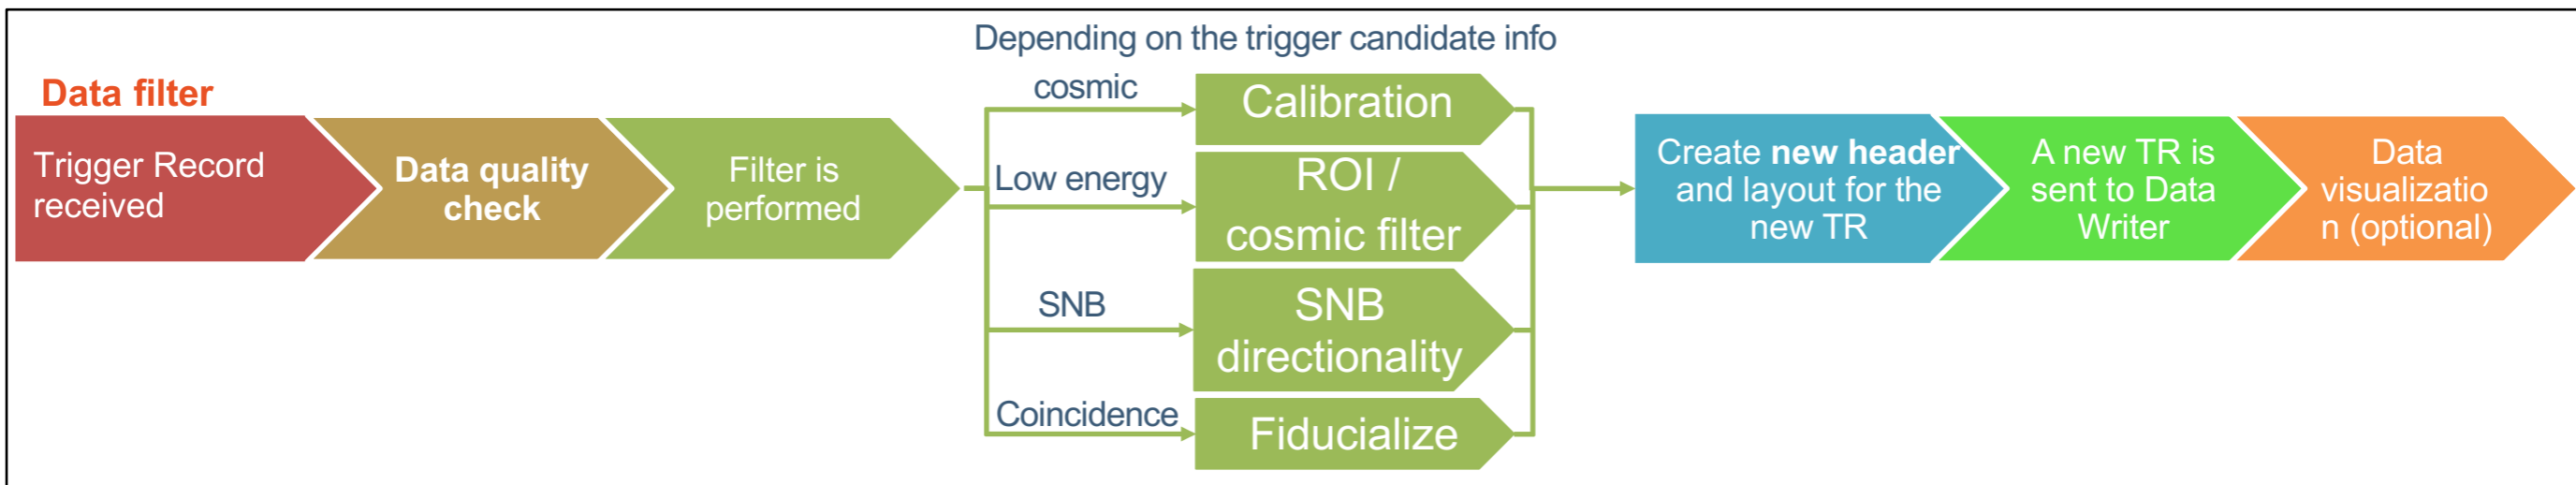 Depending on the trigger candidate info
Data filter
Trigger Record
received
Data quality
check
Filter is
performed
cosmic
Calibration
Low energy
ROI /
cosmic filter
SNB
SNB
directionality
Coincidence
Fiducialize
Create new header
and layout for the
new TR
A new TR is
sent to Data
Writer
Data
visualizatio
n (optional)